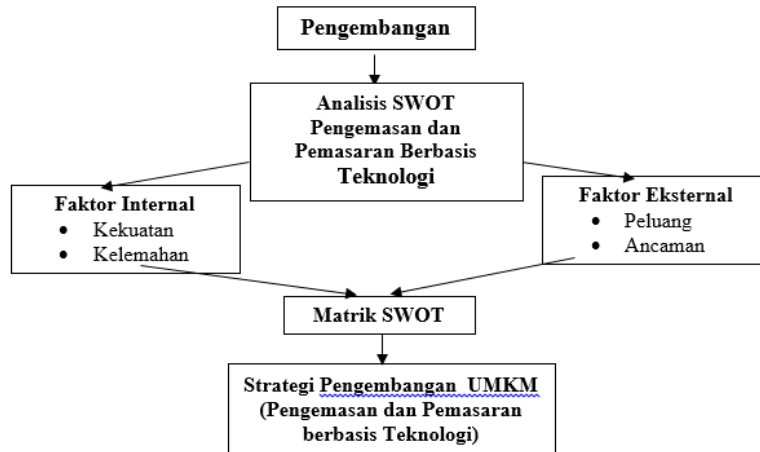 Pengembangan
Analisis SWOT
Pengemasan dan
Pemasaran Berbasis
Teknologi
Faktor Internal
• Kekuatan
• Kelemahan
Faktor Eksternal
• Peluang
• Ancaman
Matrik SWOT
Strategi Pengembangan UMKM
(Pengemasan dan Pemasaran
berbasis Teknologi)